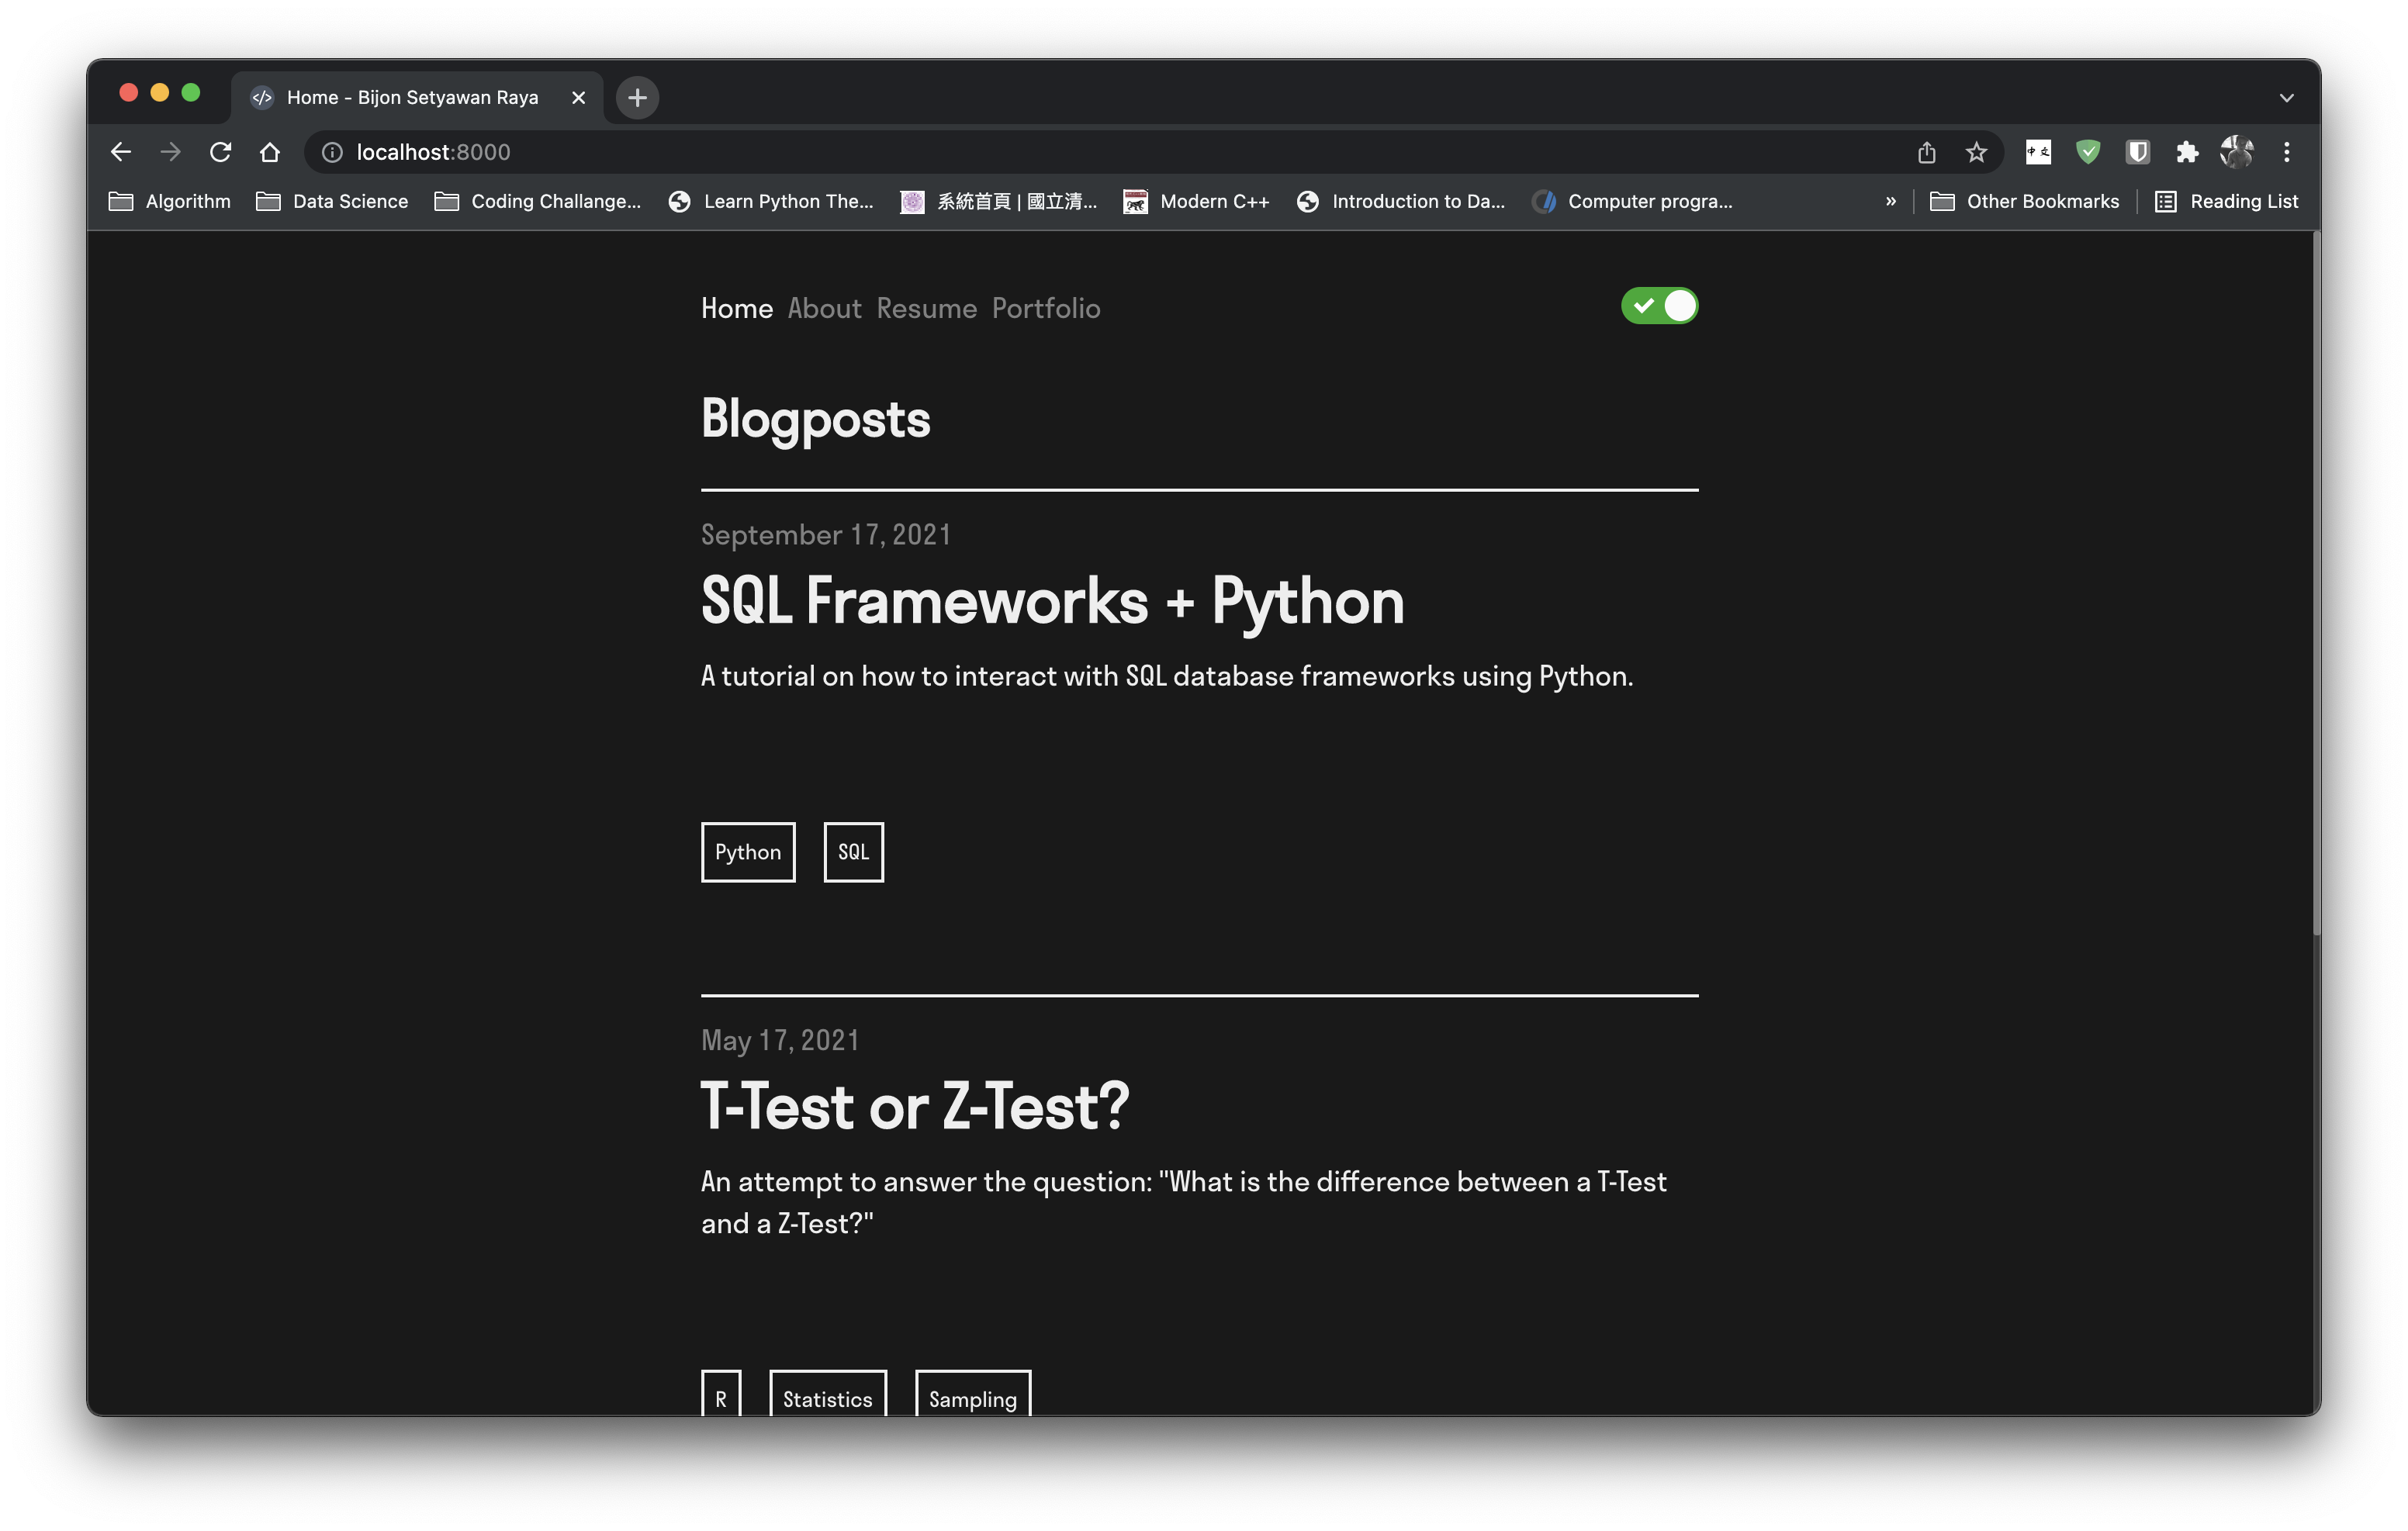 Home - Bijon Setyawan Raya
localhost:8000
Algorithm Data Science Coding Challange... Learn Python The... 系統首頁 | 國立清... Modern C++ Introduction to Da... Computer progra... » Other Bookmarks Reading List
Home About Resume Portfolio
Blogposts
September 17, 2021
SQL Frameworks + Python
A tutorial on how to interact with SQL database frameworks using Python.
Python SQL
May 17, 2021
T-Test or Z-Test?
An attempt to answer the question: "What is the difference between a T-Test
and a Z-Test?"
R Statistics Sampling